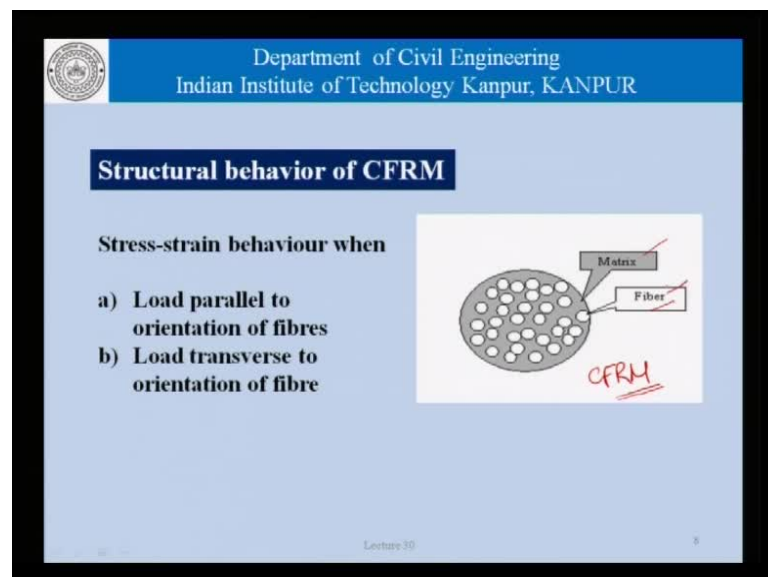 Department of Civil Engineering
Indian Institute of Technology Kanpur, KANPUR
Structural behavior of CFRM
Stress-strain behaviour when
a) Load parallel to
orientation of fibres
b) Load transverse to
orientation of fibre
Matrix
Fiber
CFRM
Lecture 30
8